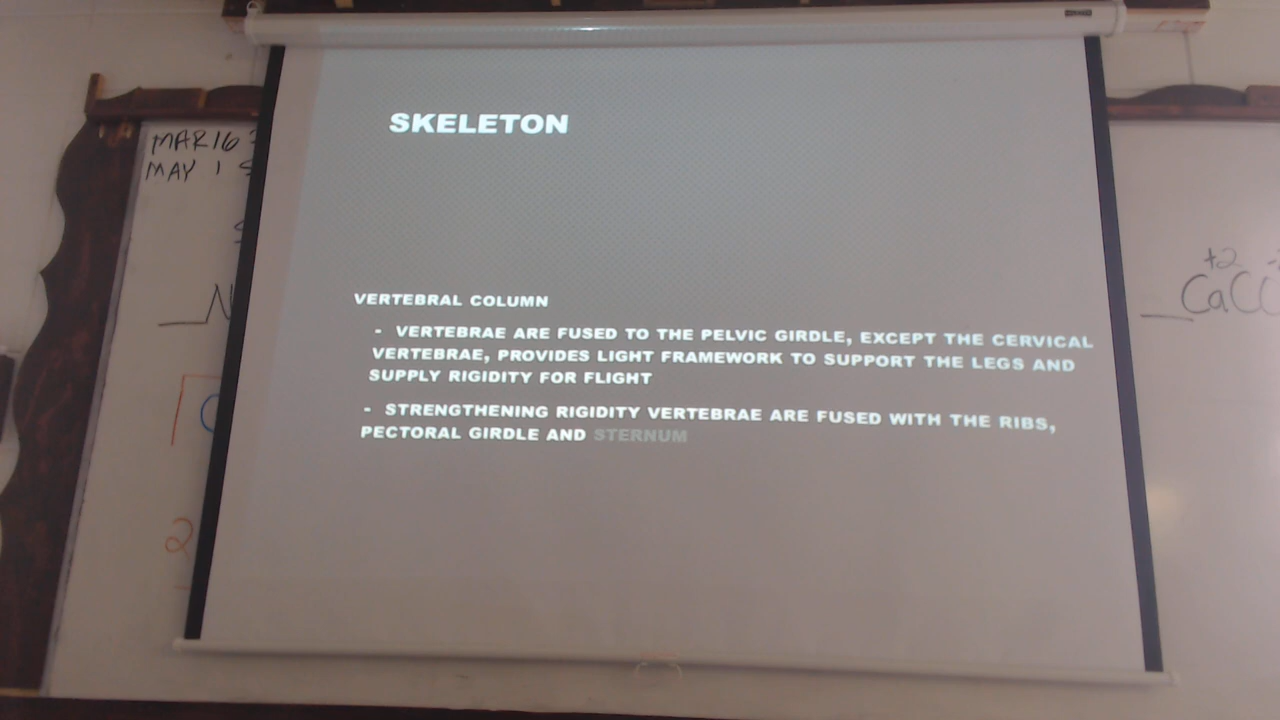 SKELETON
VERTEBRAL COLUMN
- VERTEBRAE ARE FUSED TO THE PELVIC GIRDLE, EXCEPT THE CERVICAL
VERTEBRAE, PROVIDES LIGHT FRAMEWORK TO SUPPORT THE LEGS AND
SUPPLY RIGIDITY FOR FLIGHT
- STRENGTHENING RIGIDITY VERTEBRAE ARE FUSED WITH THE RIBS,
PECTORAL GIRDLE AND STERNUM
MAR 16
MAY 1
N
2
+2
CaCO